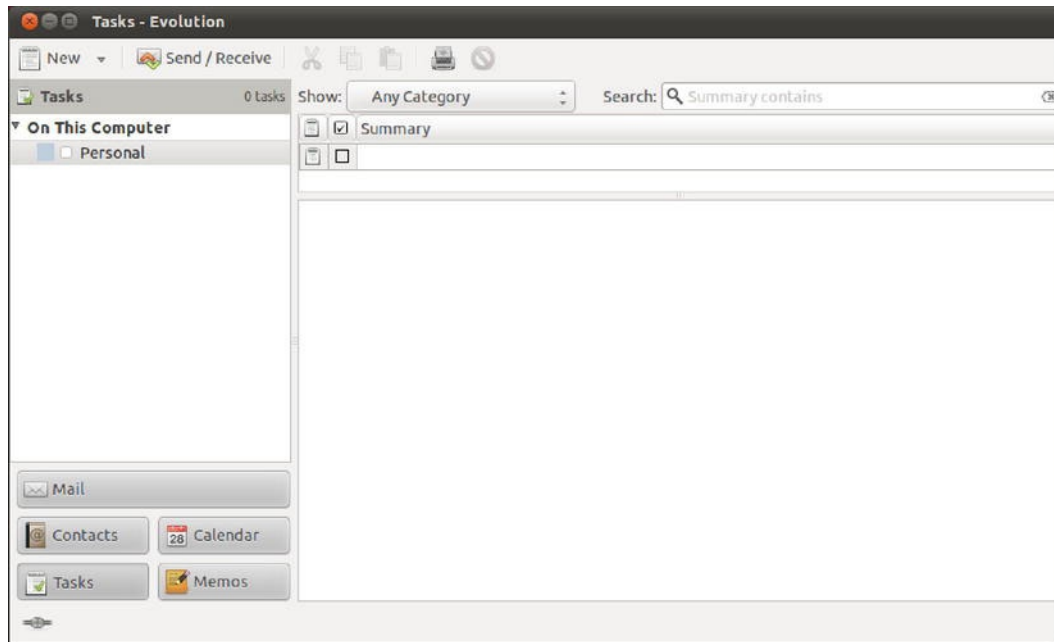 Tasks - Evolution
New Send / Receive
Tasks 0 tasks Show: Any Category Search: Summary contains
On This Computer
Summary
Personal
Mail
Contacts 28 Calendar
Tasks Memos